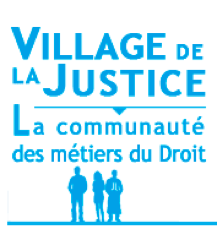 VILLAGE DE
LA JUSTICE
La communauté
des métiers du Droit